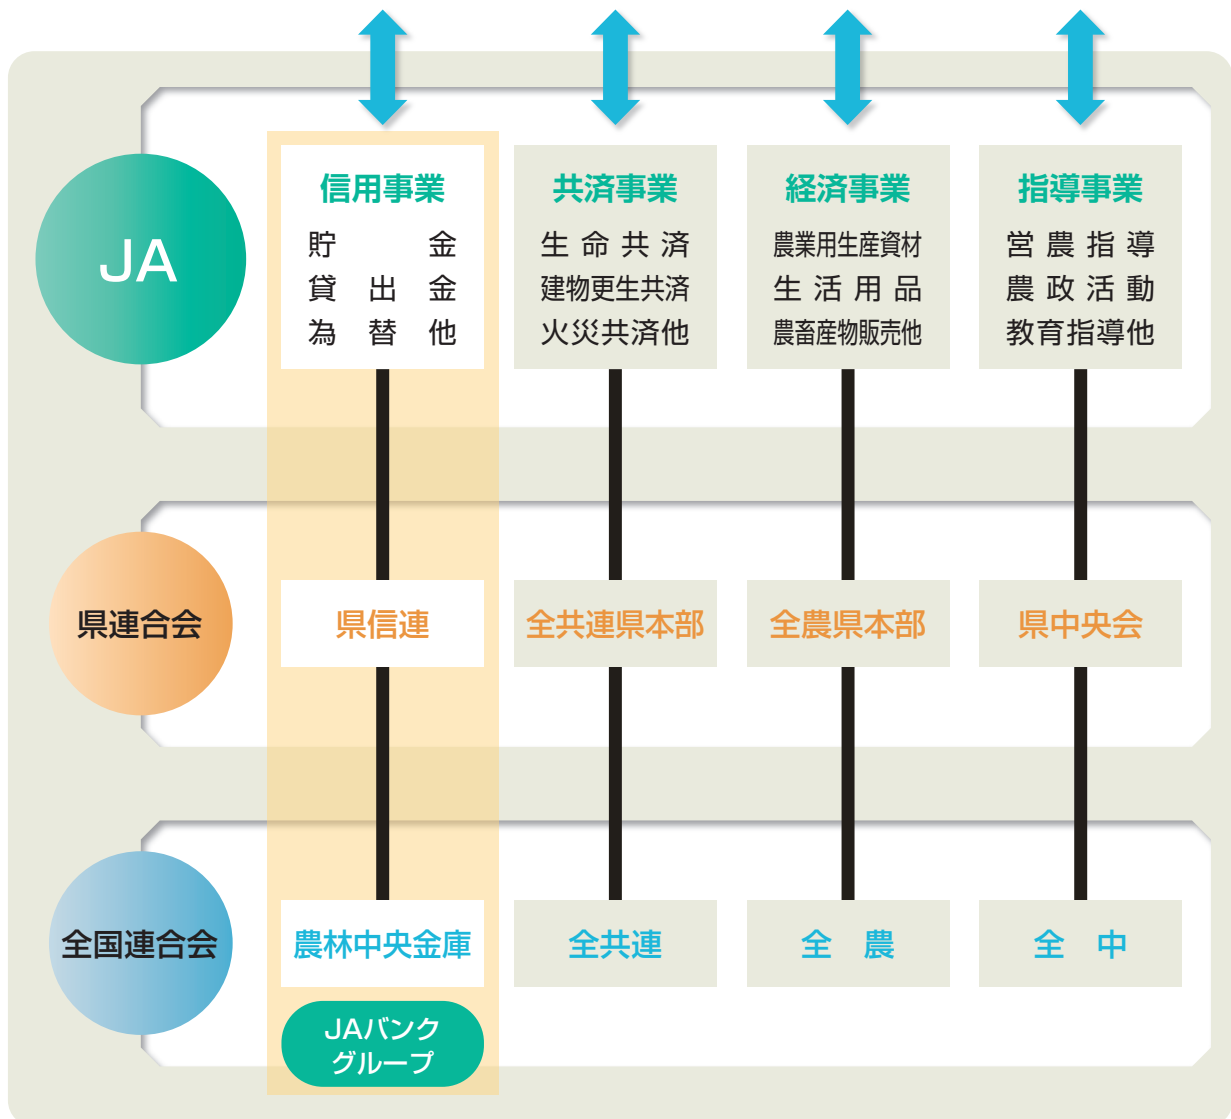 JA
信用事業
貯金
貸出金
為替他
共済事業
生命共済
建物更生共済
火災共済他
経済事業
農業用生産資材
生活用品
農畜産物販売他
指導事業
営農指導
農政活動
教育指導他
県連合会
県信連
全共連県本部
全農県本部
県中央会
全国連合会
農林中央金庫
全共連
全農
全中
JAバンク
グループ